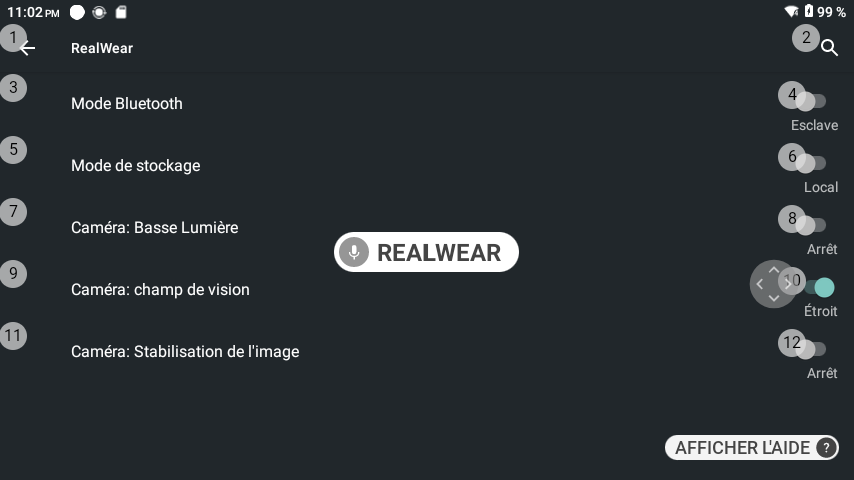 11:02 PM 99 %
1 RealWear 2
3 Mode Bluetooth 4
Esclave
5 Mode de stockage 6
Local
7 Caméra: Basse Lumière 8
Arrêt
REALWEAR
9 Caméra: champ de vision 10
Étroit
11 Caméra: Stabilisation de l'image 12
Arrêt
AFFICHER L'AIDE ?